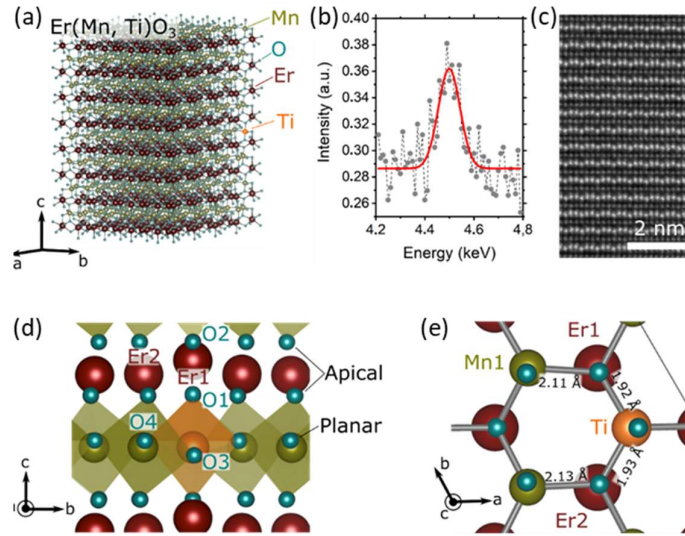 (a)
Er(Mn, Ti)O3
Mn
O
Er
Ti
c
a
b
(b)
0.40
0.38
0.36
0.34
0.32
0.30
0.28
0.26
Intensity (a.u.)
4.2
4.4
4.6
4,8
Energy (keV)
(c)
2 nm
(d)
O2
Er2
Er1
O1
O4
O3
Apical
Planar
c
b
(e)
Er1
Mn1
2.11 Å
1.92 Å
Ti
2.13 Å
1.93 Å
Er2
b
c
a